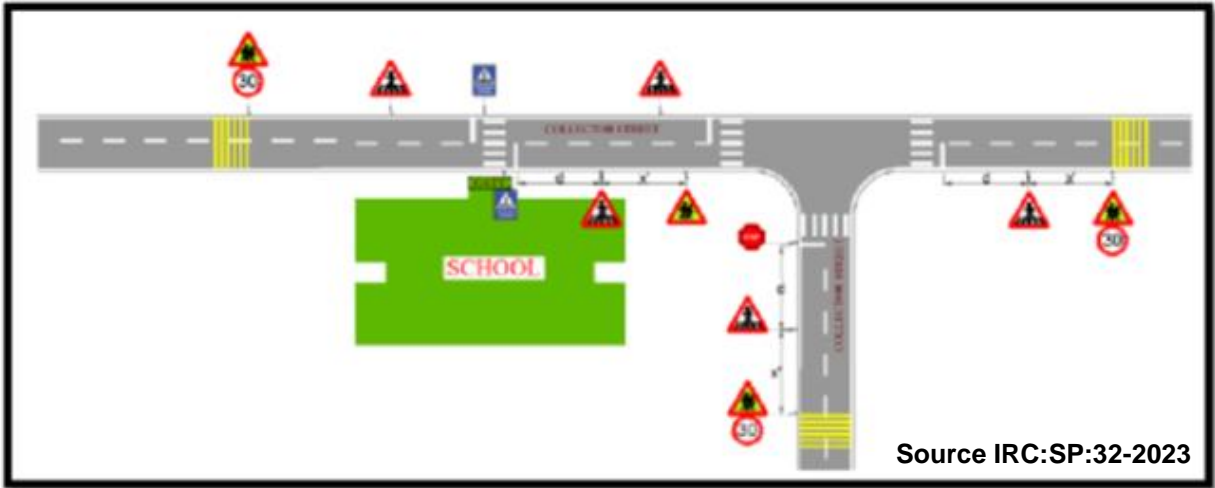 30
COLLECTOR STREET
d
x'
d
x'
SCHOOL
30
STOP
d
COLLECTOR STREET
x'
30
Source IRC:SP:32-2023